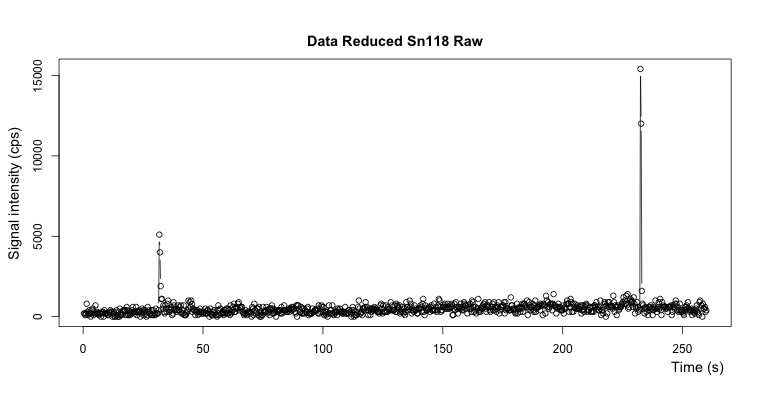 Data Reduced Sn118 Raw
Signal intensity (cps)
15000
10000
5000
0
0 50 100 150 200 250
Time (s)